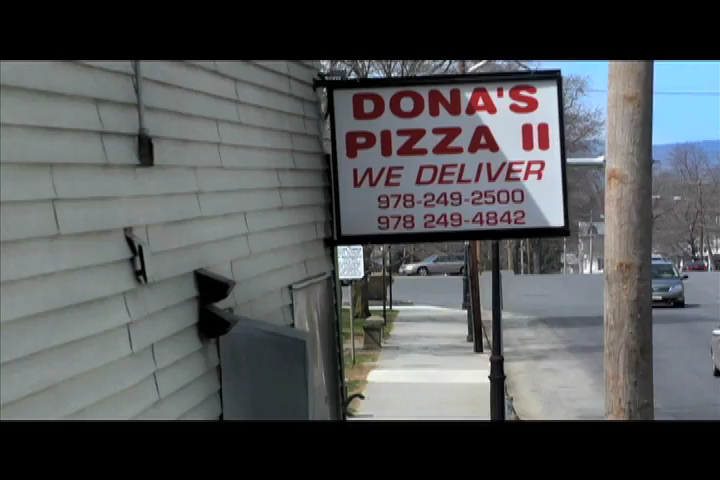 DONA'S
PIZZA II
WE DELIVER
978-249-2500
978 249-4842